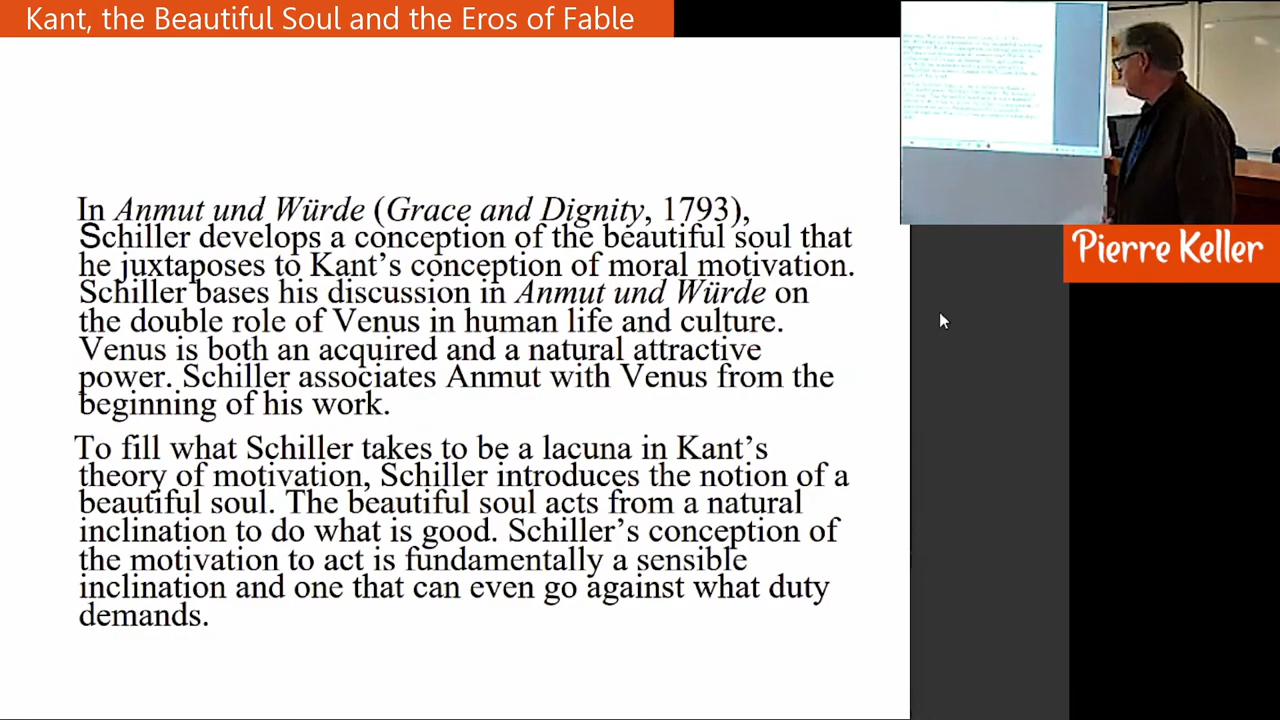 Kant, the Beautiful Soul and the Eros of Fable
Pierre Keller
In Anmut und Würde (Grace and Dignity, 1793),
Schiller develops a conception of the beautiful soul that
he juxtaposes to Kant’s conception of moral motivation.
Schiller bases his discussion in Anmut und Würde on
the double role of Venus in human life and culture.
Venus is both an acquired and a natural attractive
power. Schiller associates Anmut with Venus from the
beginning of his work.
To fill what Schiller takes to be a lacuna in Kant’s
theory of motivation, Schiller introduces the notion of a
beautiful soul. The beautiful soul acts from a natural
inclination to do what is good. Schiller’s conception of
the motivation to act is fundamentally a sensible
inclination and one that can even go against what duty
demands.